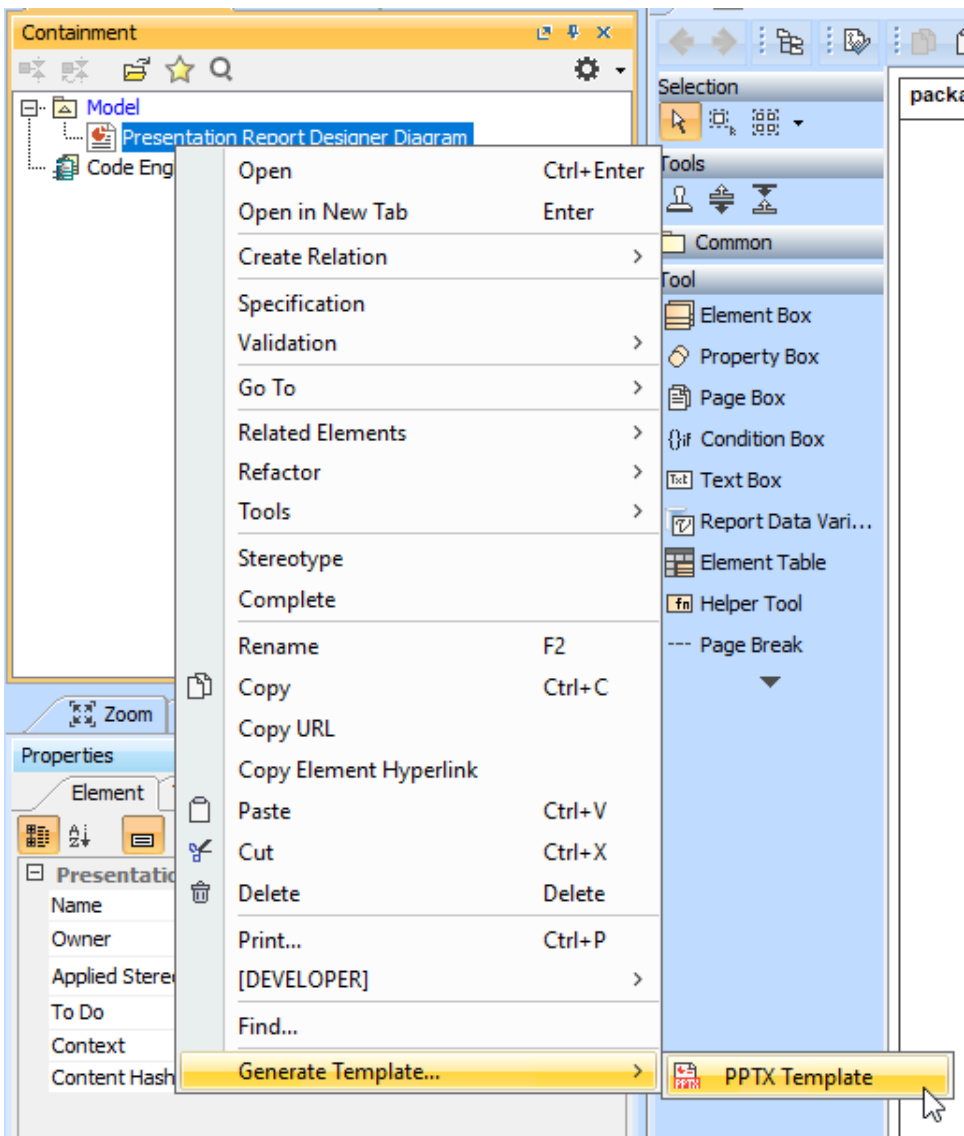 Containment
Model
Presentation Report Designer Diagram
Code Eng
Open Ctrl+Enter
Open in New Tab Enter
Create Relation
Specification
Validation
Go To
Related Elements
Refactor
Tools
Stereotype
Complete
Rename F2
Copy Ctrl+C
Copy URL
Copy Element Hyperlink
Paste Ctrl+V
Cut Ctrl+X
Delete Delete
Print... Ctrl+P
[DEVELOPER]
Find...
Generate Template...
PPTX Template
Zoom
Properties
Element
Presentatio
Name
Owner
Applied Stere
To Do
Context
Content Hash
Selection
Tools
Common
Tool
Element Box
Property Box
Page Box
{}if Condition Box
Txt Text Box
Report Data Vari...
Element Table
fn Helper Tool
Page Break
packa